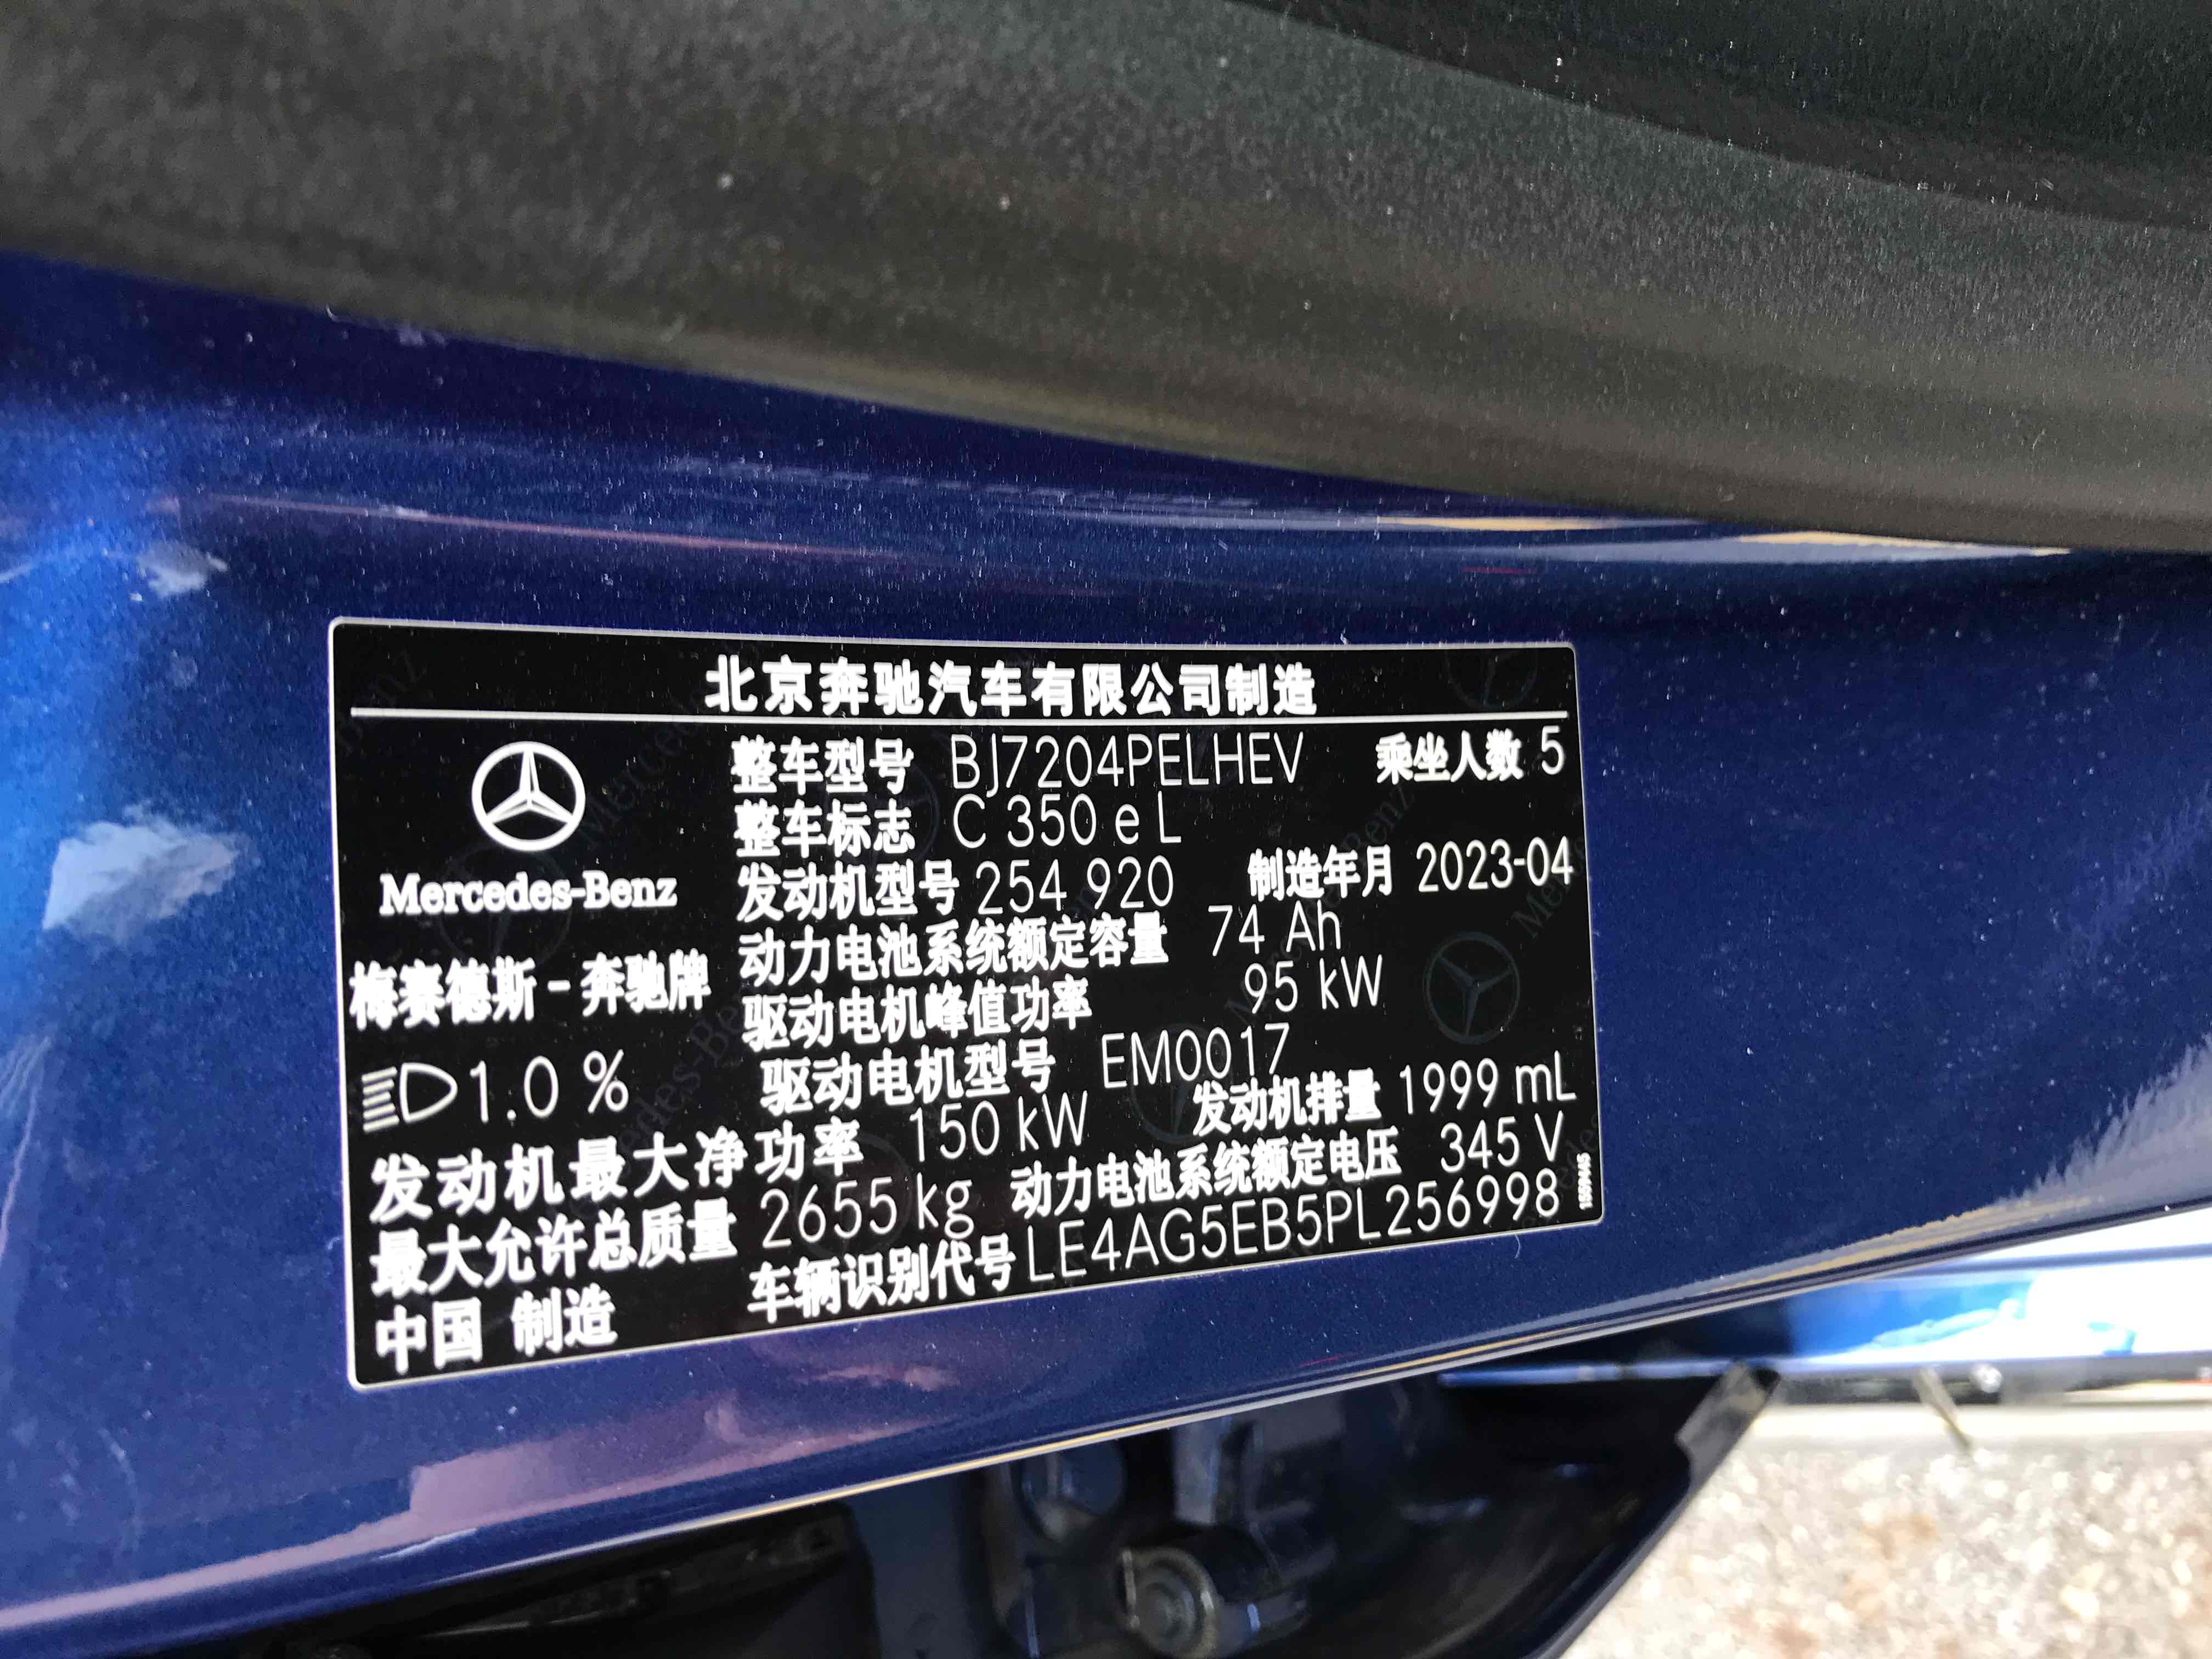 北京奔驰汽车有限公司制造
整车型号 BJ7204PELHEV 乘坐人数 5
整车标志 C 350 e L
Mercedes-Benz
发动机型号 254 920 制造年月 2023-04
动力电池系统额定容量 74 Ah
梅赛德斯-奔驰牌
驱动电机峰值功率 95 kW
1.0 %
驱动电机型号 EM0017
发动机最大净功率 150 kW 发动机排量 1999 mL
最大允许总质量 2655 kg 动力电池系统额定电压 345 V
中国 制造 车辆识别代号 LE4AG5EB5PL256998